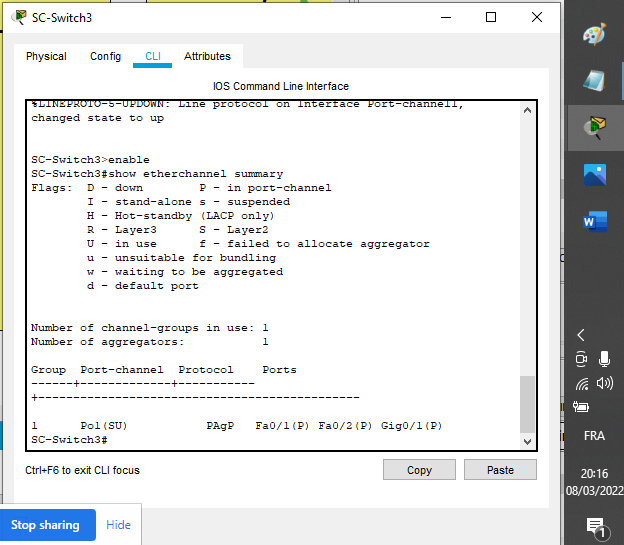 SC-Switch3
Physical Config CLI Attributes
IOS Command Line Interface
%LINEPROTO-5-UPDOWN: Line protocol on Interface Port-channel1,
changed state to up
SC-Switch3>enable
SC-Switch3#show etherchannel summary
Flags:  D - down        P - in port-channel
        I - stand-alone s - suspended
        H - Hot-standby (LACP only)
        R - Layer3      S - Layer2
        U - in use      f - failed to allocate aggregator
        u - unsuitable for bundling
        w - waiting to be aggregated
        d - default port
Number of channel-groups in use: 1
Number of aggregators:           1
Group  Port-channel  Protocol    Ports
------+-------------+-----------
+----------------------------------------------
1      Po1(SU)           PAgP   Fa0/1(P) Fa0/2(P) Gig0/1(P)
SC-Switch3#
Ctrl+F6 to exit CLI focus
Copy Paste
Stop sharing Hide
FRA
20:16
08/03/2022
1